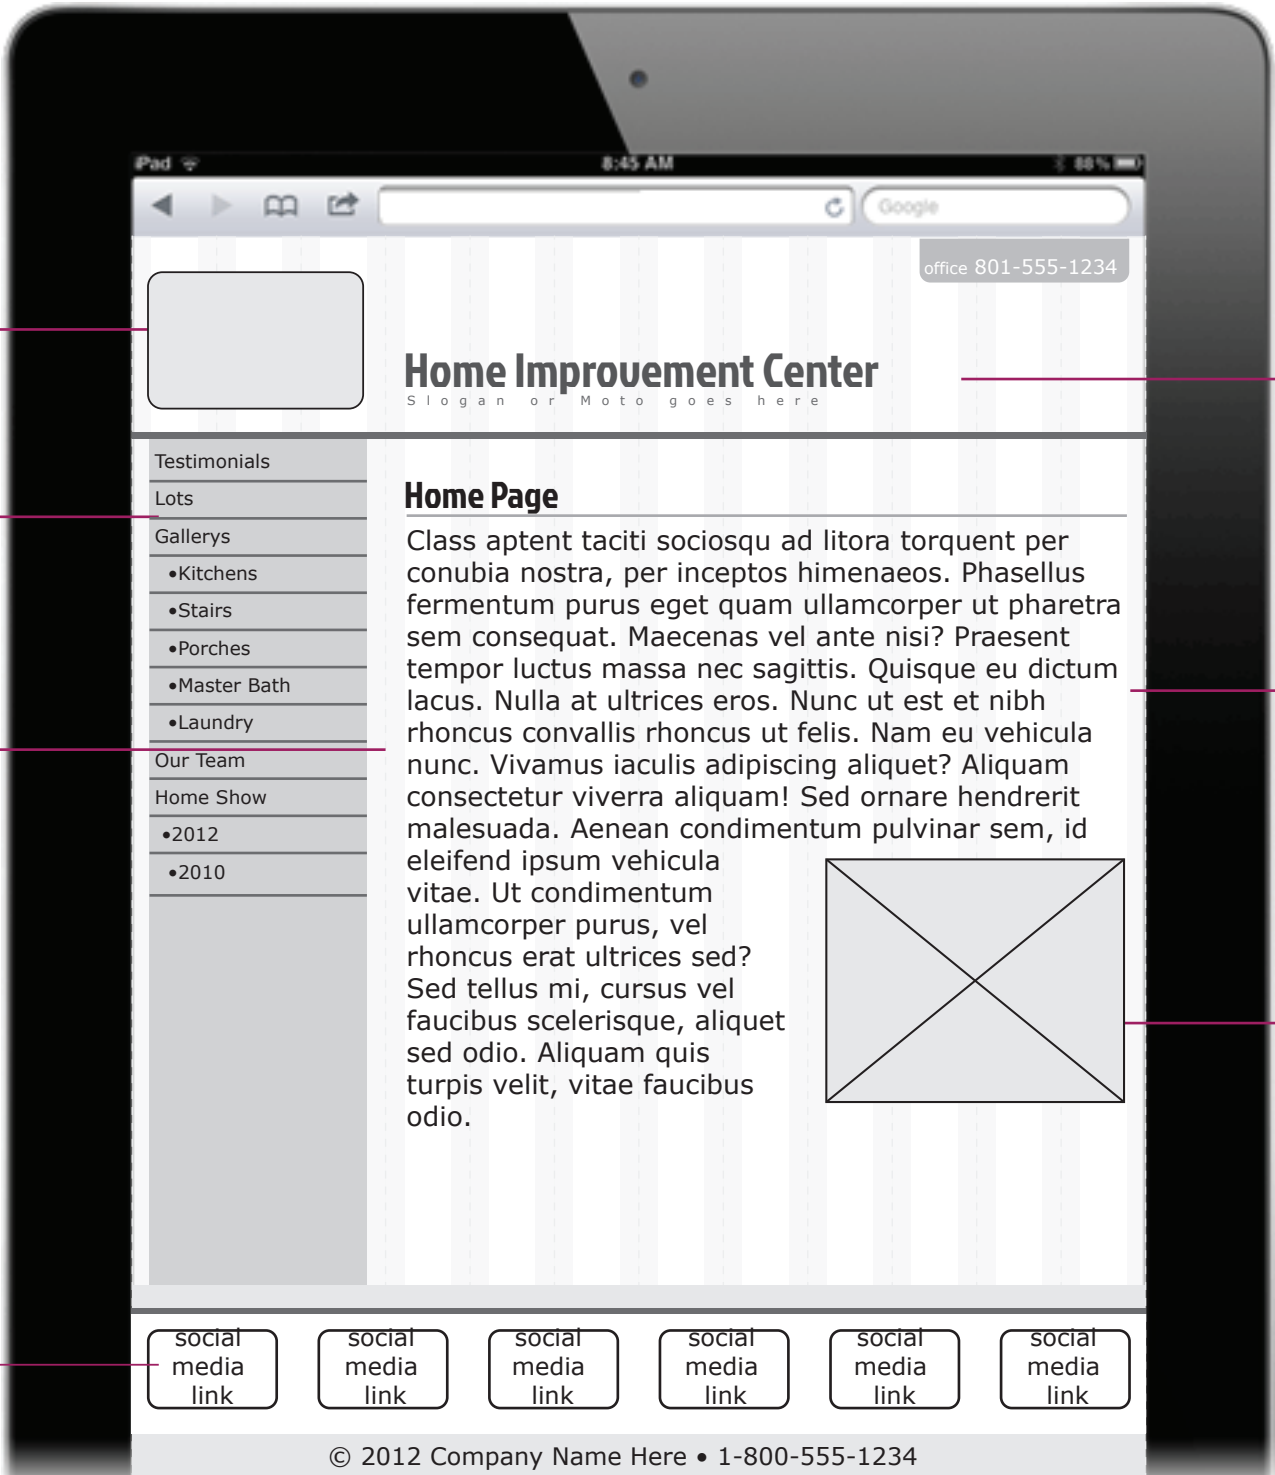 iPad
8:45 AM
88%
Google
office 801-555-1234
Home Improvement Center
Slogan or Moto goes here
Testimonials
Lots
Gallerys
•Kitchens
•Stairs
•Porches
•Master Bath
•Laundry
Our Team
Home Show
•2012
•2010
Home Page
Class aptent taciti sociosqu ad litora torquent per
conubia nostra, per inceptos himenaeos. Phasellus
fermentum purus eget quam ullamcorper ut pharetra
sem consequat. Maecenas vel ante nisi? Praesent
tempor luctus massa nec sagittis. Quisque eu dictum
lacus. Nulla at ultrices eros. Nunc ut est et nibh
rhoncus convallis rhoncus ut felis. Nam eu vehicula
nunc. Vivamus iaculis adipiscing aliquet? Aliquam
consectetur viverra aliquam! Sed ornare hendrerit
malesuada. Aenean condimentum pulvinar sem, id
eleifend ipsum vehicula
vitae. Ut condimentum
ullamcorper purus, vel
rhoncus erat ultrices sed?
Sed tellus mi, cursus vel
faucibus scelerisque, aliquet
sed odio. Aliquam quis
turpis velit, vitae faucibus
odio.
social
media
link
social
media
link
social
media
link
social
media
link
social
media
link
social
media
link
© 2012 Company Name Here • 1-800-555-1234